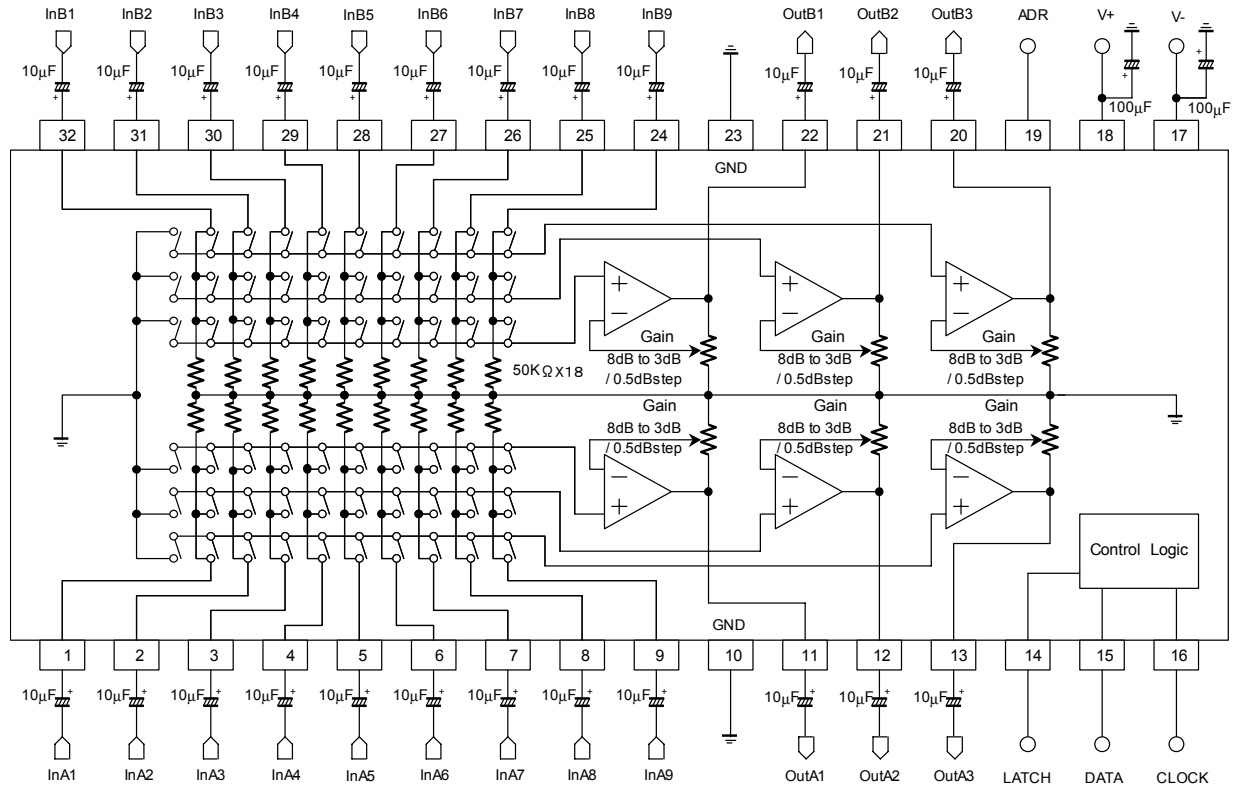 InB1 InB2 InB3 InB4 InB5 InB6 InB7 InB8 InB9 OutB1 OutB2 OutB3 ADR V+ V-
10μF 10μF 10μF 10μF 10μF 10μF 10μF 10μF 10μF 10μF 10μF 10μF 100μF 100μF
32 31 30 29 28 27 26 25 24 23 22 21 20 19 18 17
GND
Gain Gain Gain
8dB to 3dB 8dB to 3dB 8dB to 3dB
/ 0.5dBstep / 0.5dBstep / 0.5dBstep
50KΩX18
Gain Gain Gain
8dB to 3dB 8dB to 3dB 8dB to 3dB
/ 0.5dBstep / 0.5dBstep / 0.5dBstep
Control Logic
GND
1 2 3 4 5 6 7 8 9 10 11 12 13 14 15 16
10μF 10μF 10μF 10μF 10μF 10μF 10μF 10μF 10μF 10μF 10μF 10μF
InA1 InA2 InA3 InA4 InA5 InA6 InA7 InA8 InA9 OutA1 OutA2 OutA3 LATCH DATA CLOCK